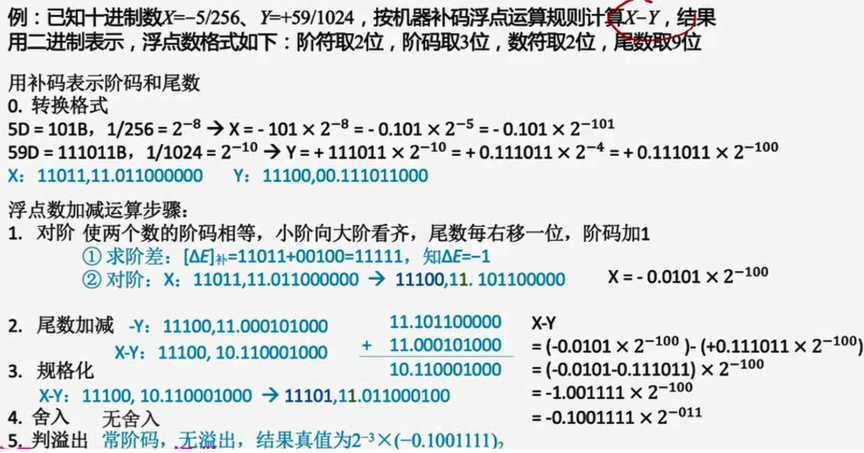 例：已知十进制数X=−5/256、Y=+59/1024，按机器补码浮点运算规则计算X−Y，结果
用二进制表示，浮点数格式如下：阶符取2位，阶码取3位，数符取2位，尾数取9位
用补码表示阶码和尾数
0. 转换格式
5D = 101B，1/256 = 2⁻⁸ → X = - 101 × 2⁻⁸ = - 0.101 × 2⁻⁵ = - 0.101 × 2⁻¹⁰¹
59D = 111011B，1/1024 = 2⁻¹⁰ → Y = + 111011 × 2⁻¹⁰ = + 0.111011 × 2⁻⁴ = + 0.111011 × 2⁻¹⁰⁰
X：11011,11.011000000 Y：11100,00.111011000
浮点数加减运算步骤：
1. 对阶 使两个数的阶码相等，小阶向大阶看齐，尾数每右移一位，阶码加1
① 求阶差：[ΔE]补=11011+00100=11111，知ΔE=−1
② 对阶：X：11011,11.011000000 → 11100,11. 101100000 X = - 0.0101 × 2⁻¹⁰⁰
2. 尾数加减 -Y：11100,11.000101000
X-Y：11100, 10.110001000
11.101100000
+ 11.000101000
10.110001000
X-Y
= (-0.0101 × 2⁻¹⁰⁰ )- (+0.111011 × 2⁻¹⁰⁰)
= (-0.0101-0.111011) × 2⁻¹⁰⁰
= -1.001111 × 2⁻¹⁰⁰
= -0.1001111 × 2⁻⁰¹¹
3. 规格化
X-Y：11100, 10.110001000 → 11101,11.011000100
4. 舍入 无舍入
5. 判溢出 常阶码，无溢出，结果真值为2⁻³×(−0.1001111)₂